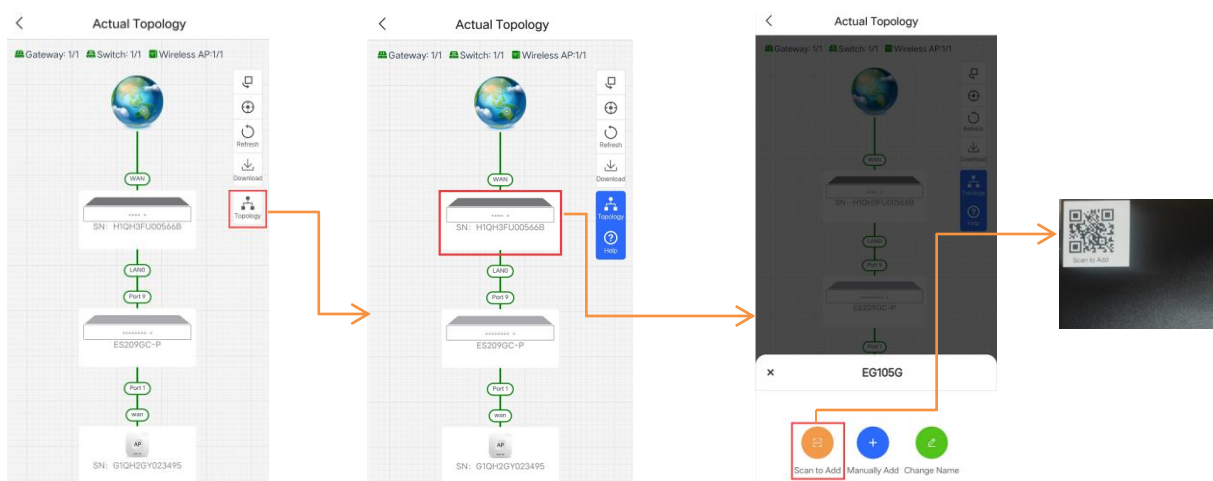 Actual Topology
Gateway: 1/1 Switch: 1/1 Wireless AP:1/1
Refresh
WAN
Download
Topology
SN: H1QH3FU00566B
LAN0
Port 9
ES209GC-P
Port 1
wan
AP
SN: G1QH2GY023495
Actual Topology
Gateway: 1/1 Switch: 1/1 Wireless AP:1/1
Refresh
WAN
Download
Topology
SN: H1QH3FU00566B
Help
LAN0
Port 9
ES209GC-P
Port 1
wan
AP
SN: G1QH2GY023495
Actual Topology
Gateway: 1/1 Switch: 1/1 Wireless AP:1/1
Refresh
WAN
Download
Topology
SN: H1QH3FU00566B
Help
LAN0
Port 9
ES209GC-P
Port 1
EG105G
Scan to Add Manually Add Change Name
Scan to Add